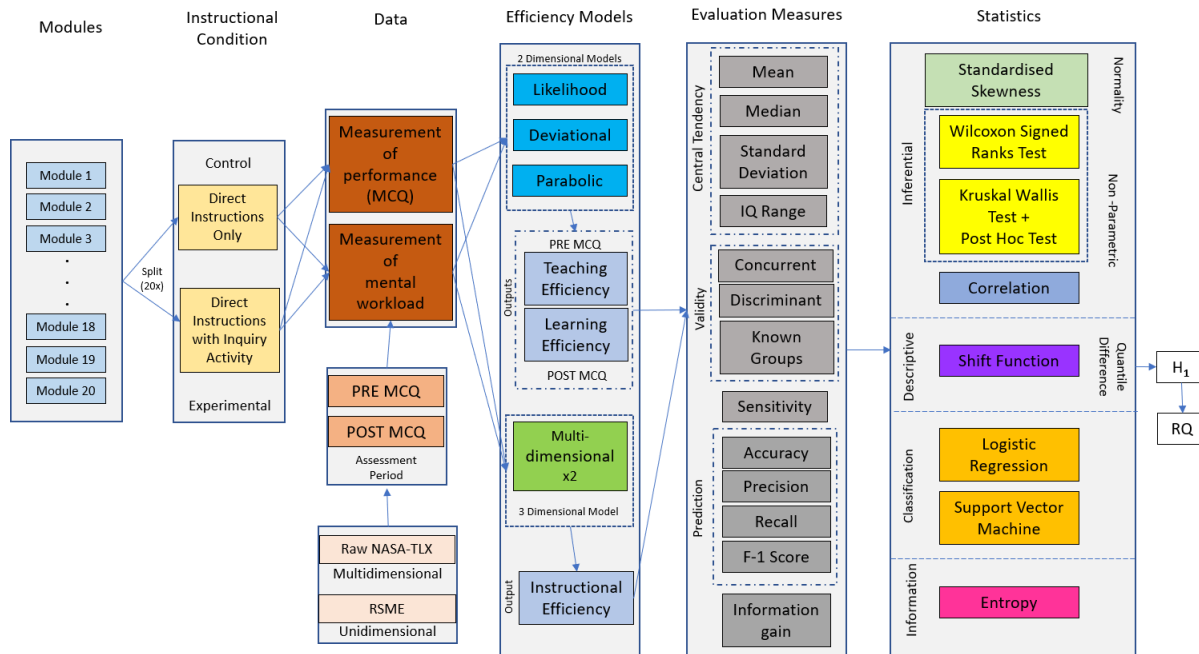 Modules
Instructional
Condition
Data
Efficiency Models
Evaluation Measures
Statistics
Module 1
Module 2
Module 3
.
.
.
Module 18
Module 19
Module 20
Split
(20x)
Control
Direct
Instructions
Only
Direct
Instructions
with Inquiry
Activity
Experimental
Measurement
of
performance
(MCQ)
Measurement
of
mental
workload
PRE MCQ
POST MCQ
Assessment
Period
Raw NASA-TLX
Multidimensional
RSME
Unidimensional
2 Dimensional Models
Likelihood
Deviational
Parabolic
Outputs
PRE MCQ
Teaching
Efficiency
Learning
Efficiency
POST MCQ
Multi-
dimensional
x2
3 Dimensional Model
Output
Instructional
Efficiency
Central Tendency
Mean
Median
Standard
Deviation
IQ Range
Validity
Concurrent
Discriminant
Known
Groups
Sensitivity
Prediction
Accuracy
Precision
Recall
F-1 Score
Information
gain
Inferential
Standardised
Skewness
Normality
Wilcoxon Signed
Ranks Test
Kruskal Wallis
Test +
Post Hoc Test
Non -Parametric
Correlation
Descriptive
Shift Function
Quantile
Difference
Classification
Logistic
Regression
Support Vector
Machine
Information
Entropy
H1
RQ